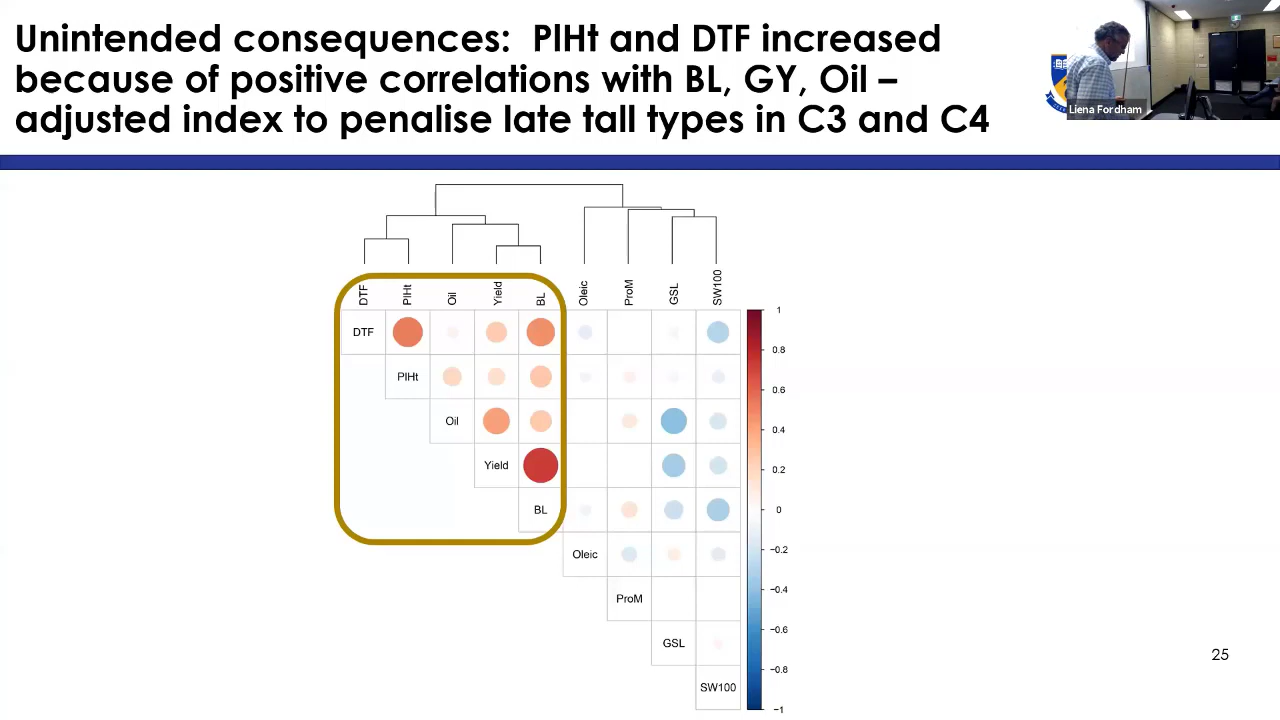 Unintended consequences: PlHt and DTF increased
because of positive correlations with BL, GY, Oil –
adjusted index to penalise late tall types in C3 and C4
Liena Fordham
DTF
PlHt
Oil
Yield
BL
Oleic
ProM
GSL
SW100
DTF
PlHt
Oil
Yield
BL
Oleic
ProM
GSL
SW100
1
0.8
0.6
0.4
0.2
0
−0.2
−0.4
−0.6
−0.8
−1
25